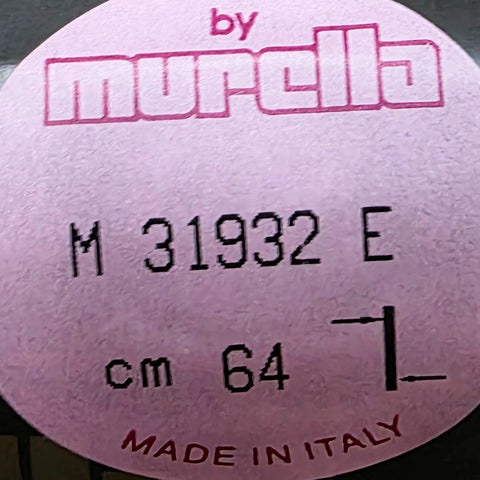 by
murella
M 31932 E
cm 64
MADE IN ITALY